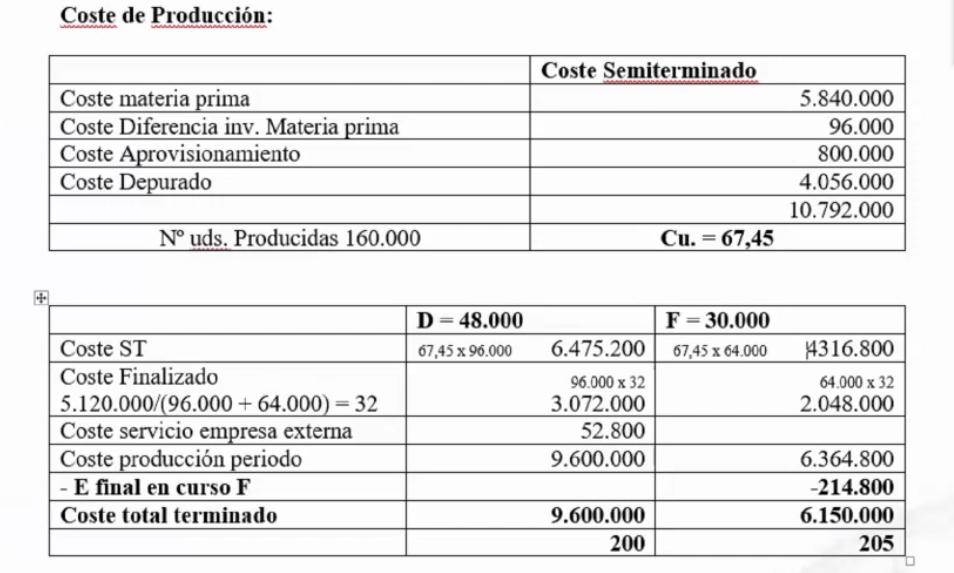 Coste de Producción:
Coste Semiterminado
Coste materia prima 5.840.000
Coste Diferencia inv. Materia prima 96.000
Coste Aprovisionamiento 800.000
Coste Depurado 4.056.000
10.792.000
Nº uds. Producidas 160.000 Cu. = 67,45
D = 48.000 F = 30.000
Coste ST 67,45 x 96.000 6.475.200 67,45 x 64.000 4316.800
Coste Finalizado 96.000 x 32 64.000 x 32
5.120.000/(96.000 + 64.000) = 32 3.072.000 2.048.000
Coste servicio empresa externa 52.800
Coste producción periodo 9.600.000 6.364.800
- E final en curso F -214.800
Coste total terminado 9.600.000 6.150.000
200 205